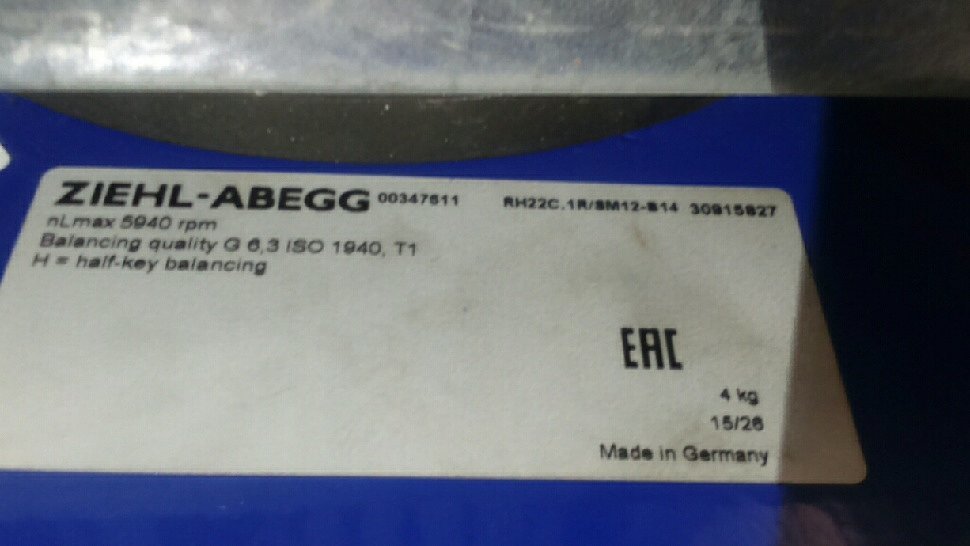 ZIEHL-ABEGG 00347511 RH22C.1R/SM12-S14 30915827
nLmax 5940 rpm
Balancing quality G 6,3 ISO 1940, T1
H = half-key balancing
EAC
4 kg
15/26
Made in Germany